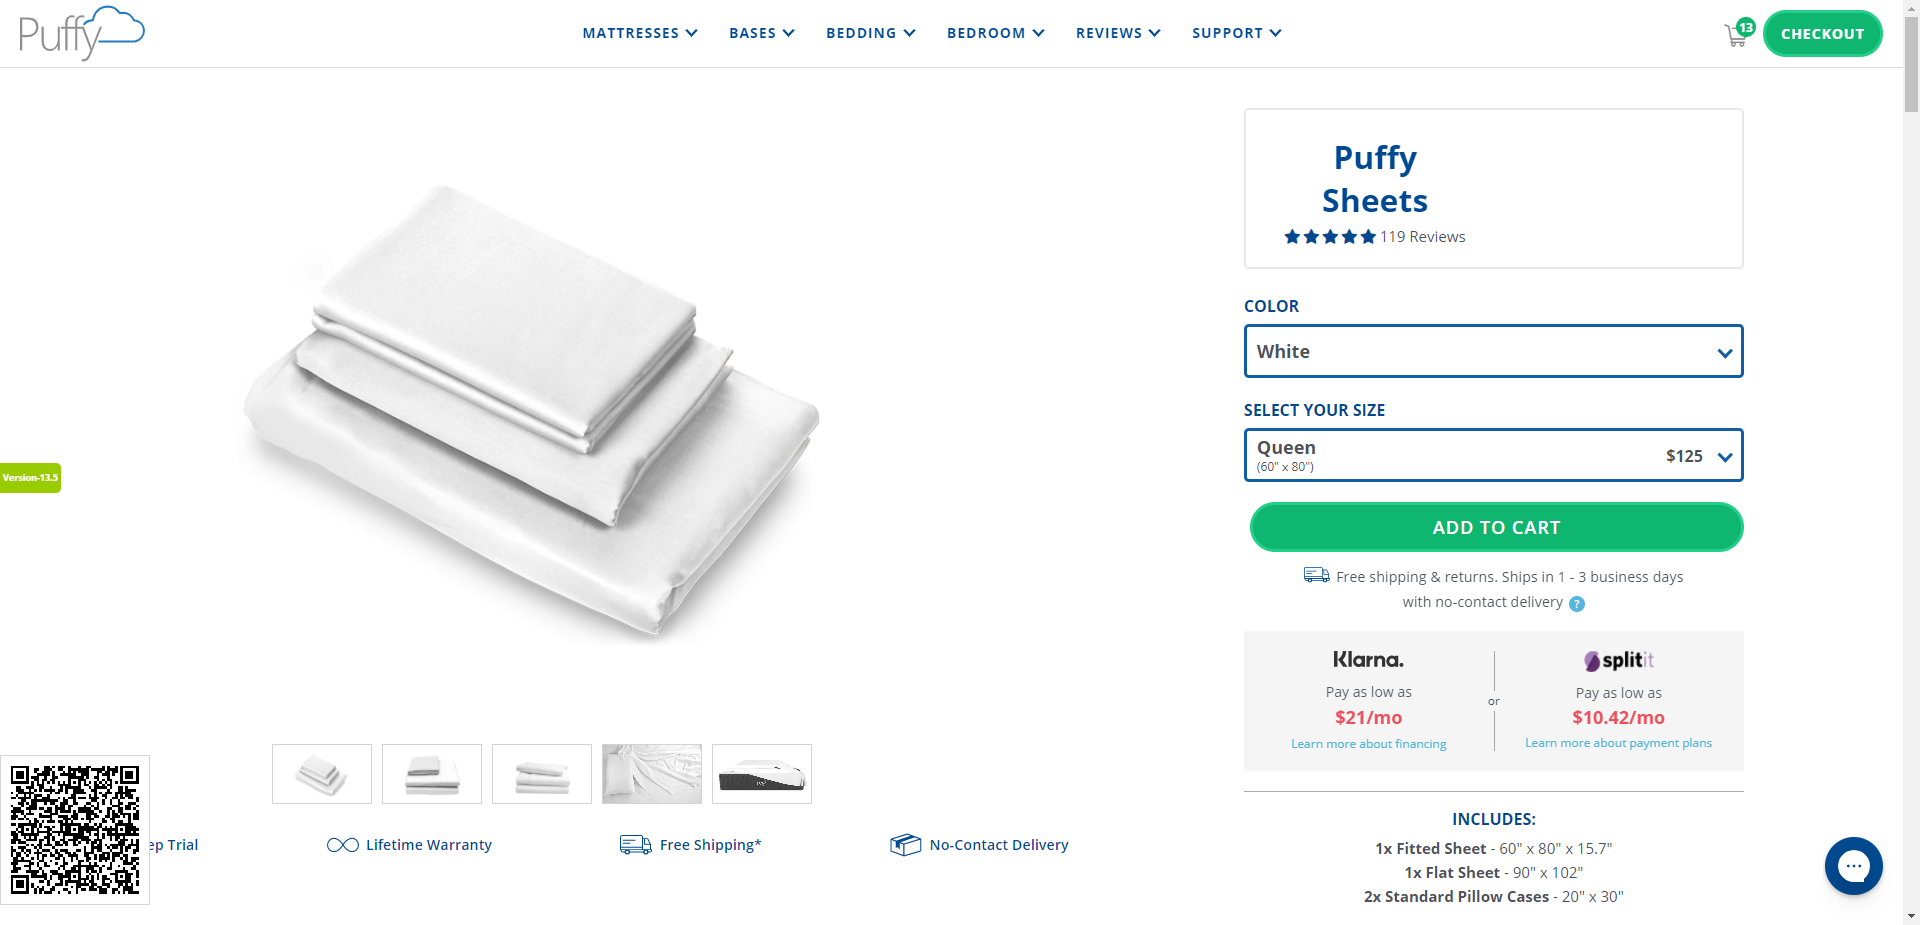 Puffy
MATTRESSES
BASES
BEDDING
BEDROOM
REVIEWS
SUPPORT
13
CHECKOUT
Puffy
Sheets
119 Reviews
COLOR
White
SELECT YOUR SIZE
Queen
(60" x 80")
$125
ADD TO CART
Free shipping & returns. Ships in 1 - 3 business days
with no-contact delivery ?
Version-13.5
Klarna.
Pay as low as
$21/mo
Learn more about financing
or
splitit
Pay as low as
$10.42/mo
Learn more about payment plans
INCLUDES:
1x Fitted Sheet - 60" x 80" x 15.7"
1x Flat Sheet - 90" x 102"
2x Standard Pillow Cases - 20" x 30"
ep Trial
Lifetime Warranty
Free Shipping*
No-Contact Delivery